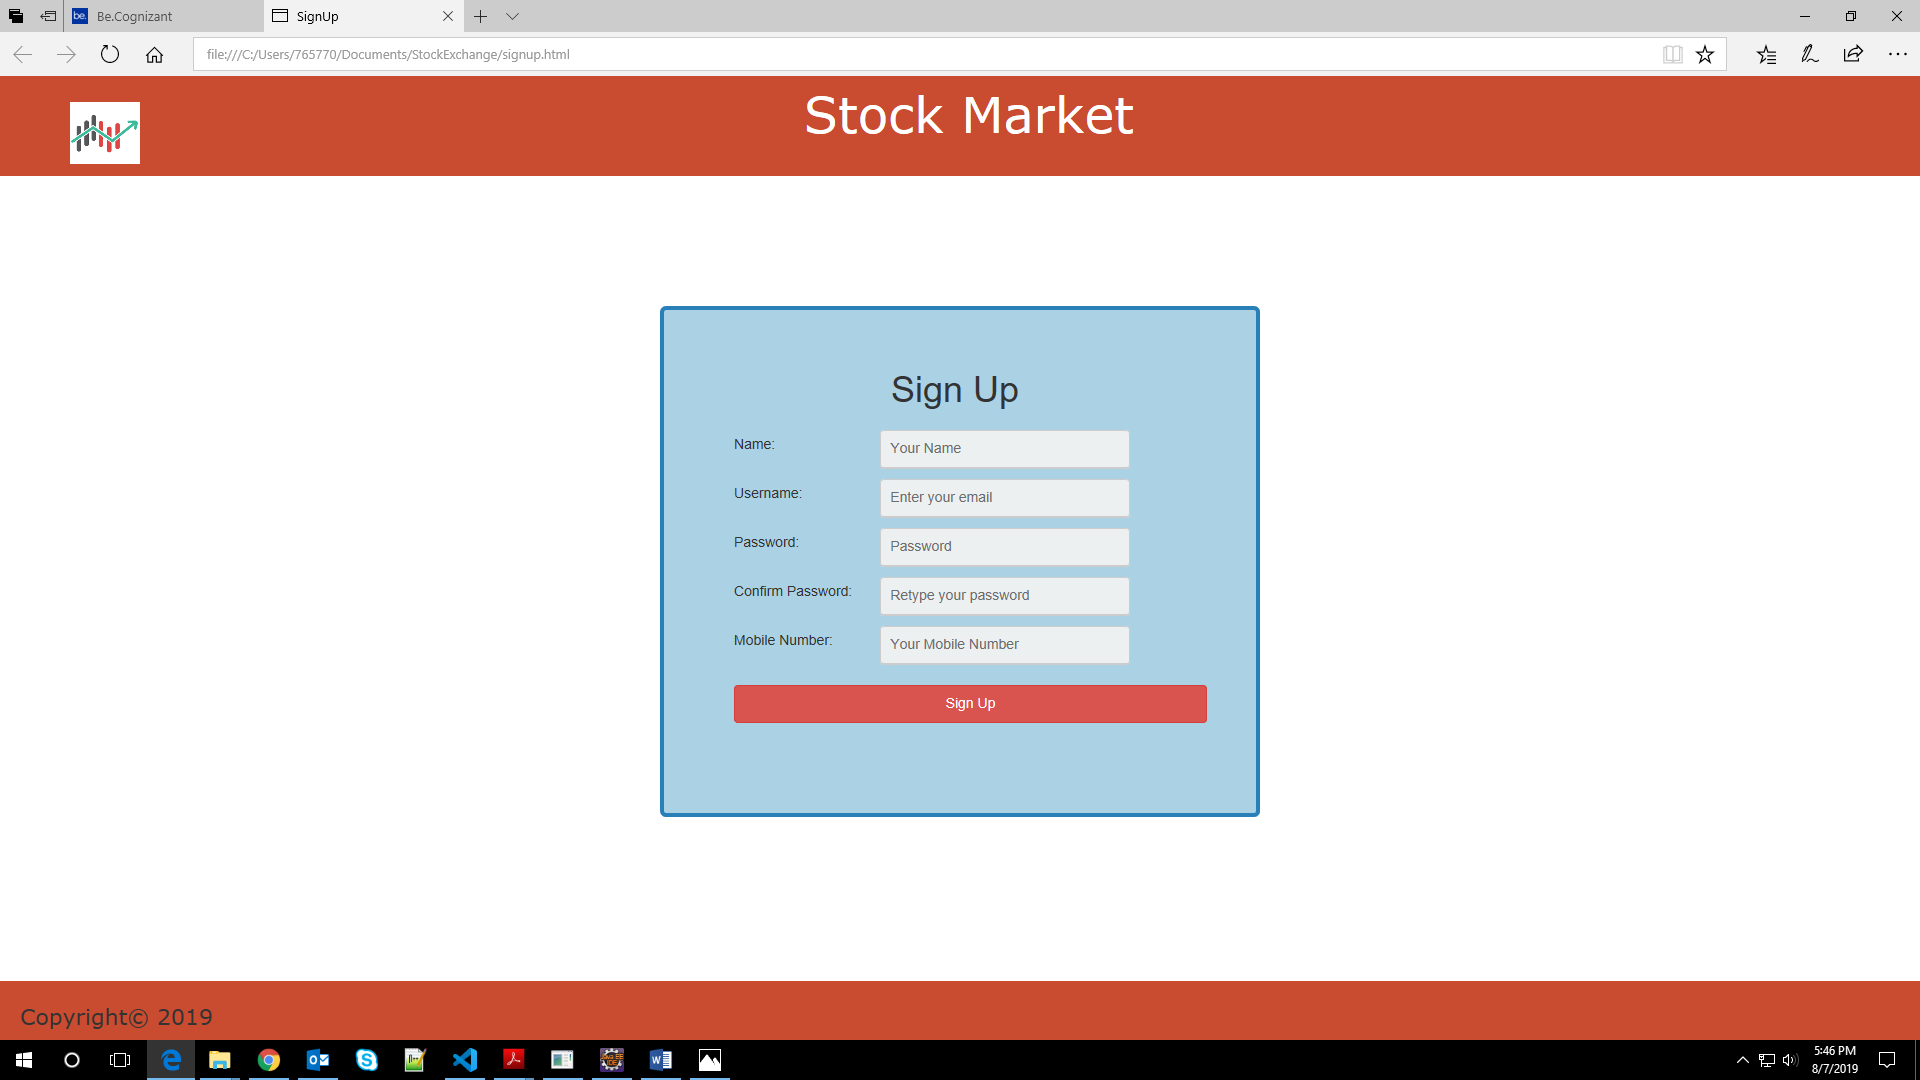 be. Be.Cognizant
SignUp
file:///C:/Users/765770/Documents/StockExchange/signup.html
Stock Market
Sign Up
Name: Your Name
Username: Enter your email
Password: Password
Confirm Password: Retype your password
Mobile Number: Your Mobile Number
Sign Up
Copyright© 2019
5:46 PM
8/7/2019